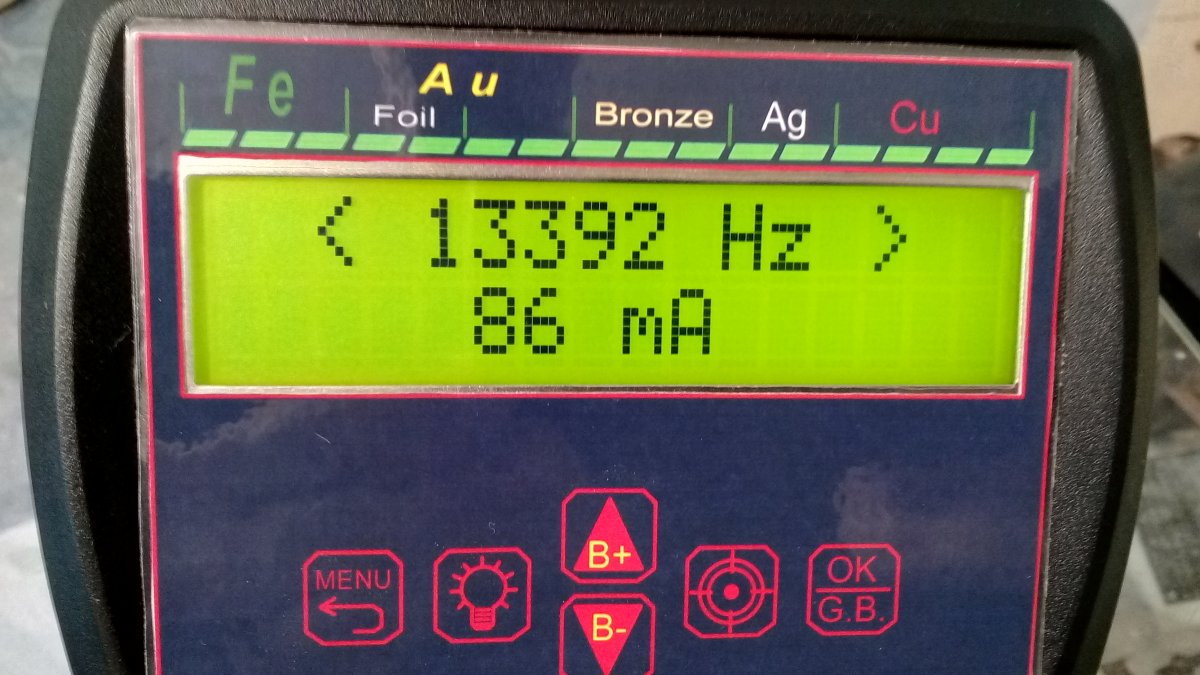 Fe Au
Foil Bronze Ag Cu
< 13392 Hz >
86 mA
B+
MENU OK
G.B.
B-